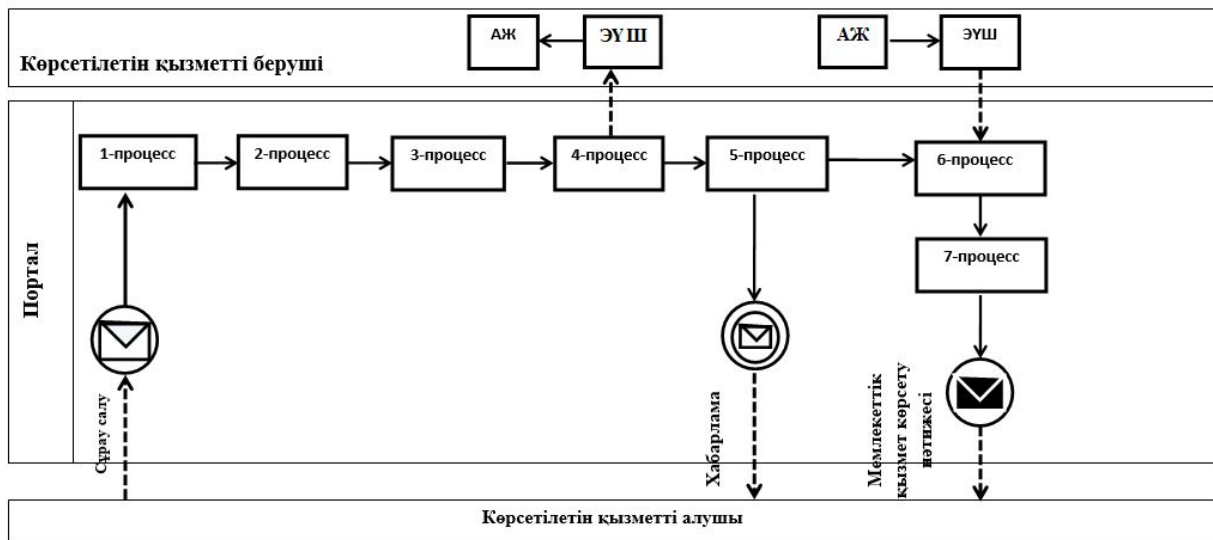 АЖ
ЭҮШ
АЖ
ЭҮШ
Көрсетілетін қызметті беруші
Портал
1-процесс
2-процесс
3-процесс
4-процесс
5-процесс
6-процесс
7-процесс
Сұрау салу
Хабарлама
Мемлекеттік
қызмет көрсету
нәтижесі
Көрсетілетін қызметті алушы